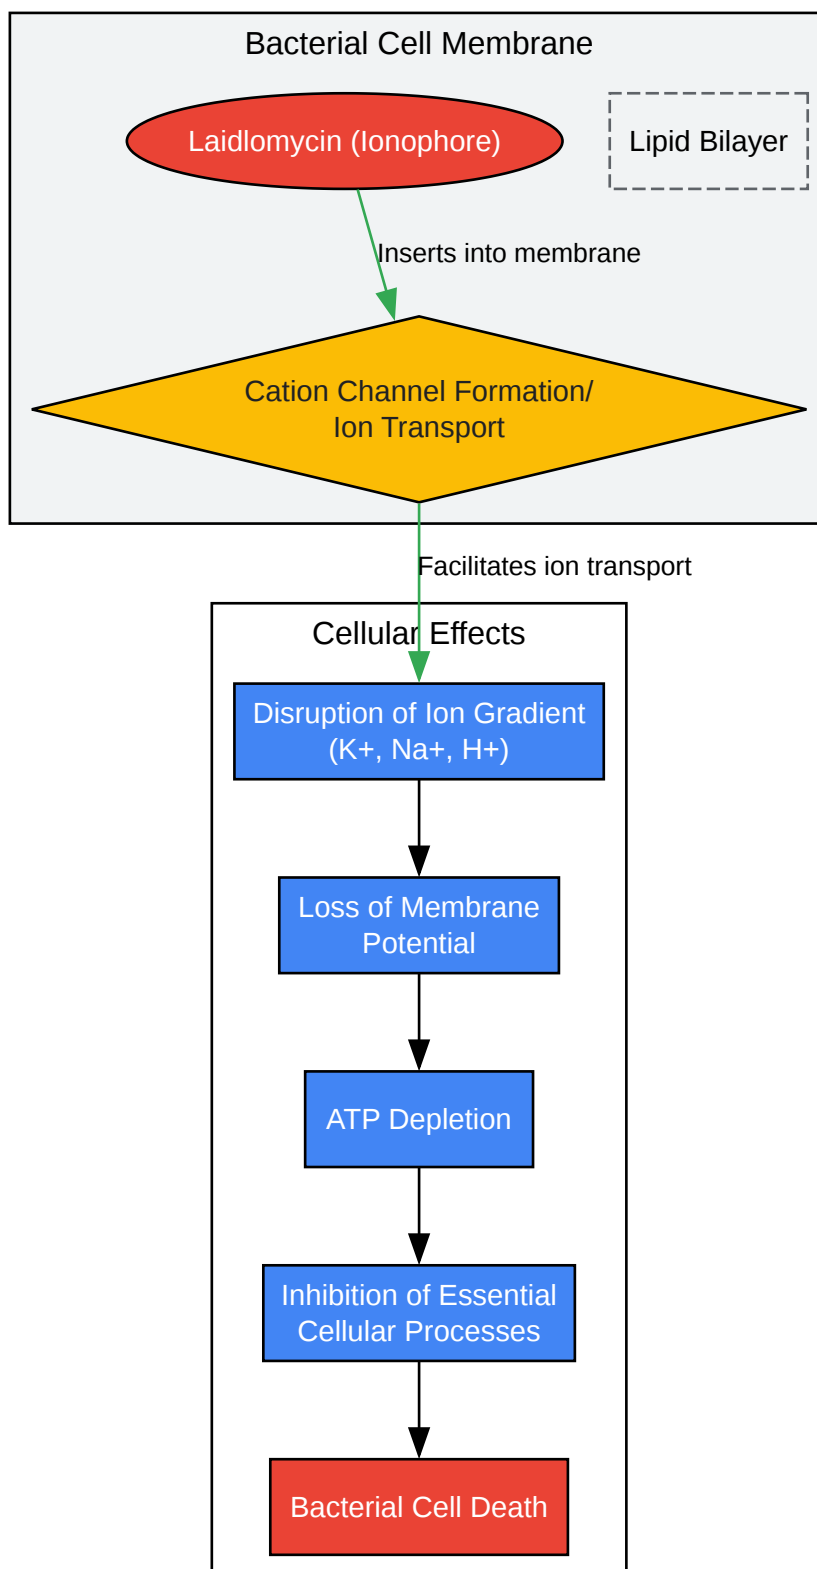 Bacterial Cell Membrane
Laidlomycin (Ionophore)
Lipid Bilayer
Inserts into membrane
Cation Channel Formation/
Ion Transport
Facilitates ion transport
Cellular Effects
Disruption of Ion Gradient
(K+, Na+, H+)
Loss of Membrane
Potential
ATP Depletion
Inhibition of Essential
Cellular Processes
Bacterial Cell Death